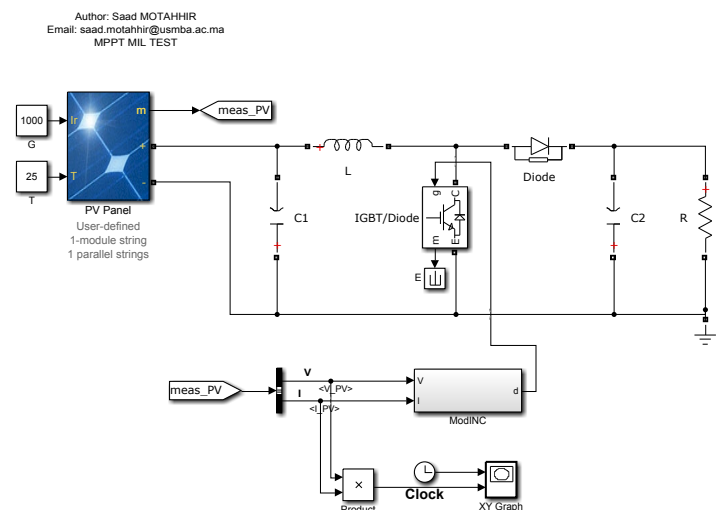 Author: Saad MOTAHHIR
Email: saad.motahhir@usmba.ac.ma
MPPT MIL TEST
1000
G
25
T
Ir
T
m
+
-
PV Panel
User-defined
1-module string
1 parallel strings
meas_PV
+
L
C1
+
IGBT/Diode
g
C
m
E
E
Diode
C2
+
R
+
meas_PV
V
<V_PV>
I
<I_PV>
V
I
d
ModINC
×
Product
Clock
XY Graph